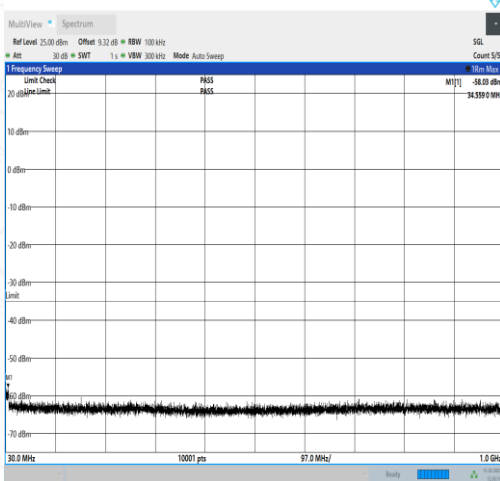 MultiView Spectrum
Ref Level 25.00 dBm Offset 9.32 dB RBW 100 kHz SGL
Att 30 dB SWT 1 s VBW 300 kHz Mode Auto Sweep Count 5/5
1 Frequency Sweep 1Rm Max
Limit Check PASS M1[1] -58.03 dBm
Line Limit PASS 34.5590 MH
20 dBm
10 dBm
0 dBm
-10 dBm
-20 dBm
-30 dBm
Limit
-40 dBm
-50 dBm
M1
-60 dBm
-70 dBm
30.0 MHz 10001 pts 97.0 MHz/ 1.0 GHz
Ready